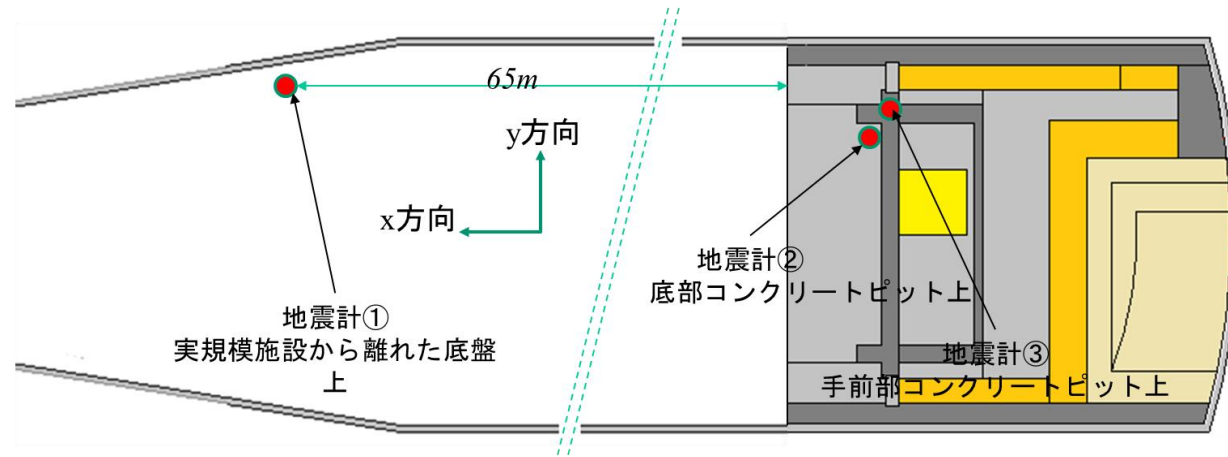 65m
y方向
x方向
地震計②
底部コンクリートピット上
地震計①
実規模施設から離れた底盤
上
地震計③
手前部コンクリートピット上